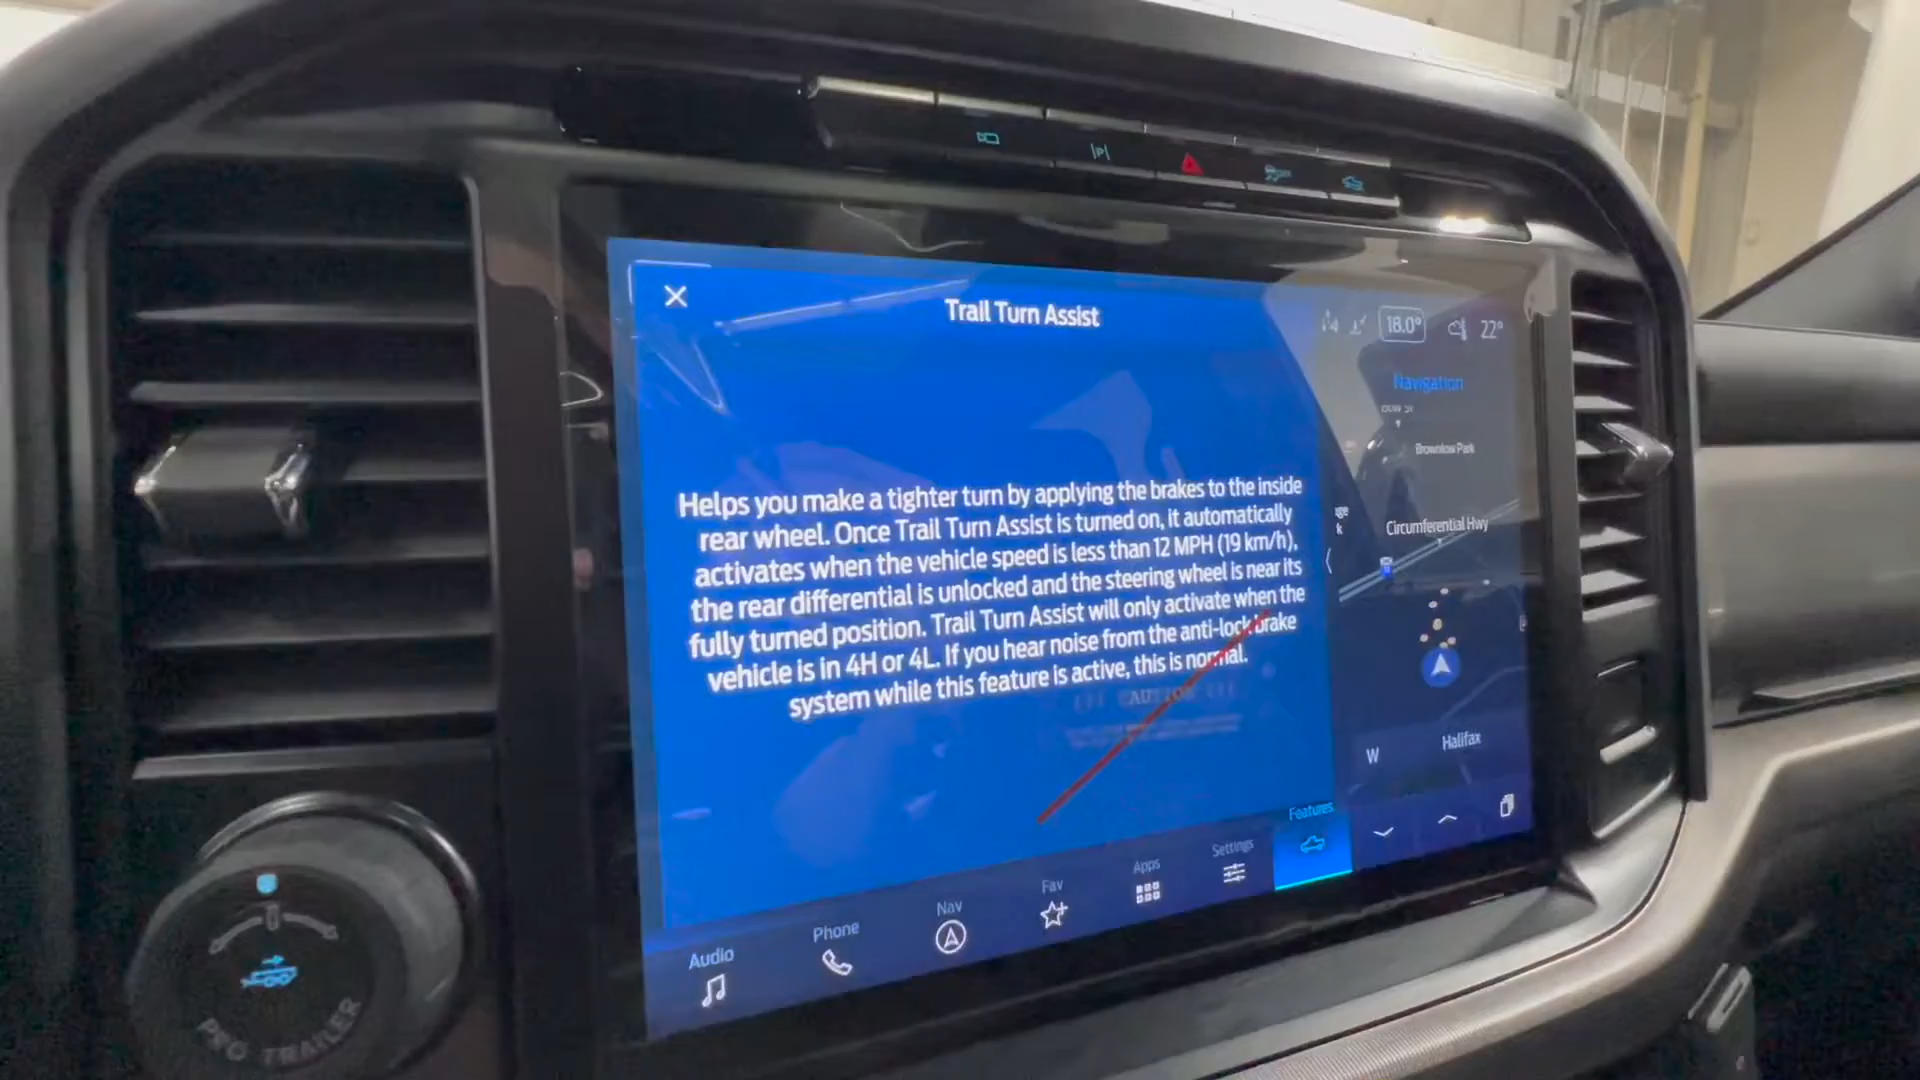 Trail Turn Assist
Helps you make a tighter turn by applying the brakes to the inside
rear wheel. Once Trail Turn Assist is turned on, it automatically
activates when the vehicle speed is less than 12 MPH (19 km/h),
the rear differential is unlocked and the steering wheel is near its
fully turned position. Trail Turn Assist will only activate when the
vehicle is in 4H or 4L. If you hear noise from the anti-lock brake
system while this feature is active, this is normal.
CAUTION
18.0°
22°
Navigation
Brownlow Park
Circumferential Hwy
W
Halifax
Audio
Phone
Nav
Fav
Apps
Settings
Features
P
PRO TRAILER